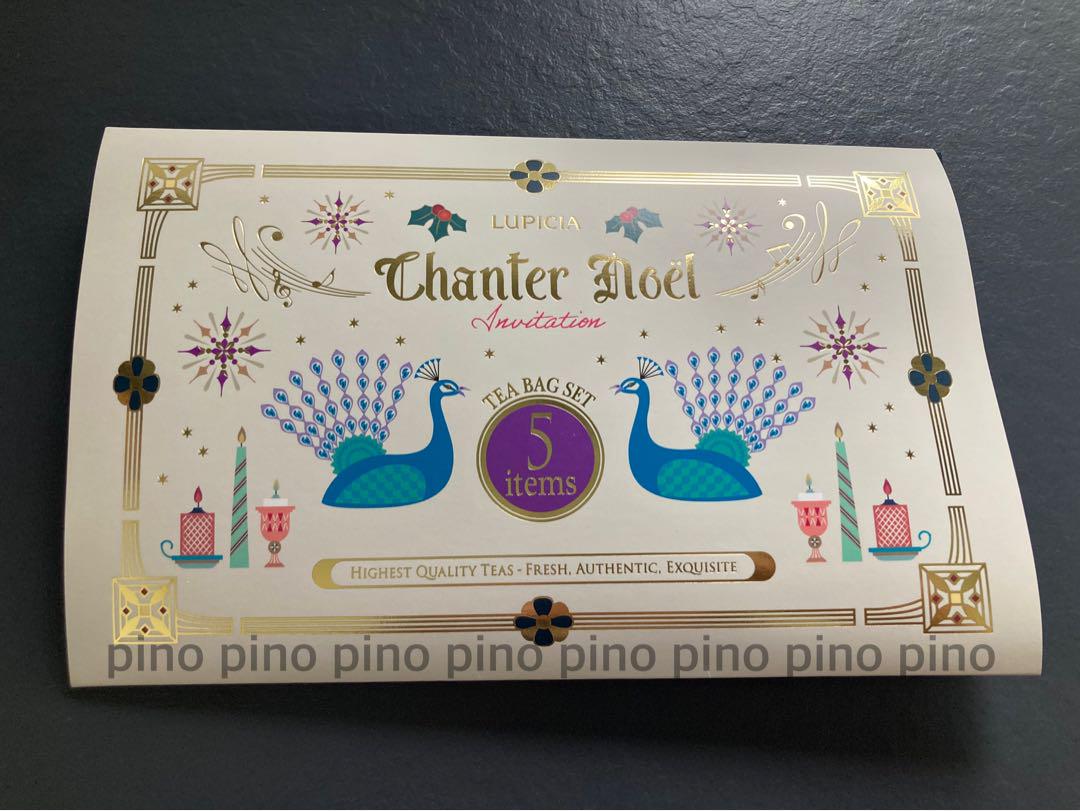 LUPICIA
Chanter Noël
Invitation
TEA BAG SET
5
items
HIGHEST QUALITY TEAS - FRESH, AUTHENTIC, EXQUISITE
pino pino pino pino pino pino pino pino